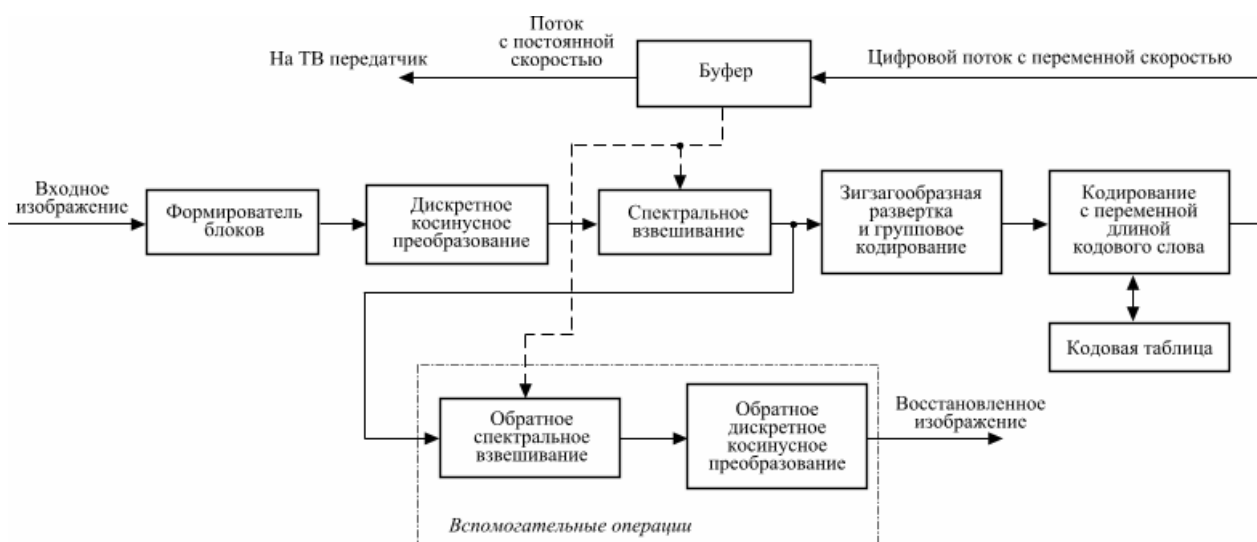 Поток
с постоянной
скоростью
На ТВ передатчик
Буфер
Цифровой поток с переменной скоростью
Входное
изображение
Формирователь
блоков
Дискретное
косинусное
преобразование
Спектральное
взвешивание
Зигзагообразная
развертка
и групповое
кодирование
Кодирование
с переменной
длиной
кодового слова
Кодовая таблица
Обратное
спектральное
взвешивание
Обратное
дискретное
косинусное
преобразование
Восстановленное
изображение
Вспомогательные операции